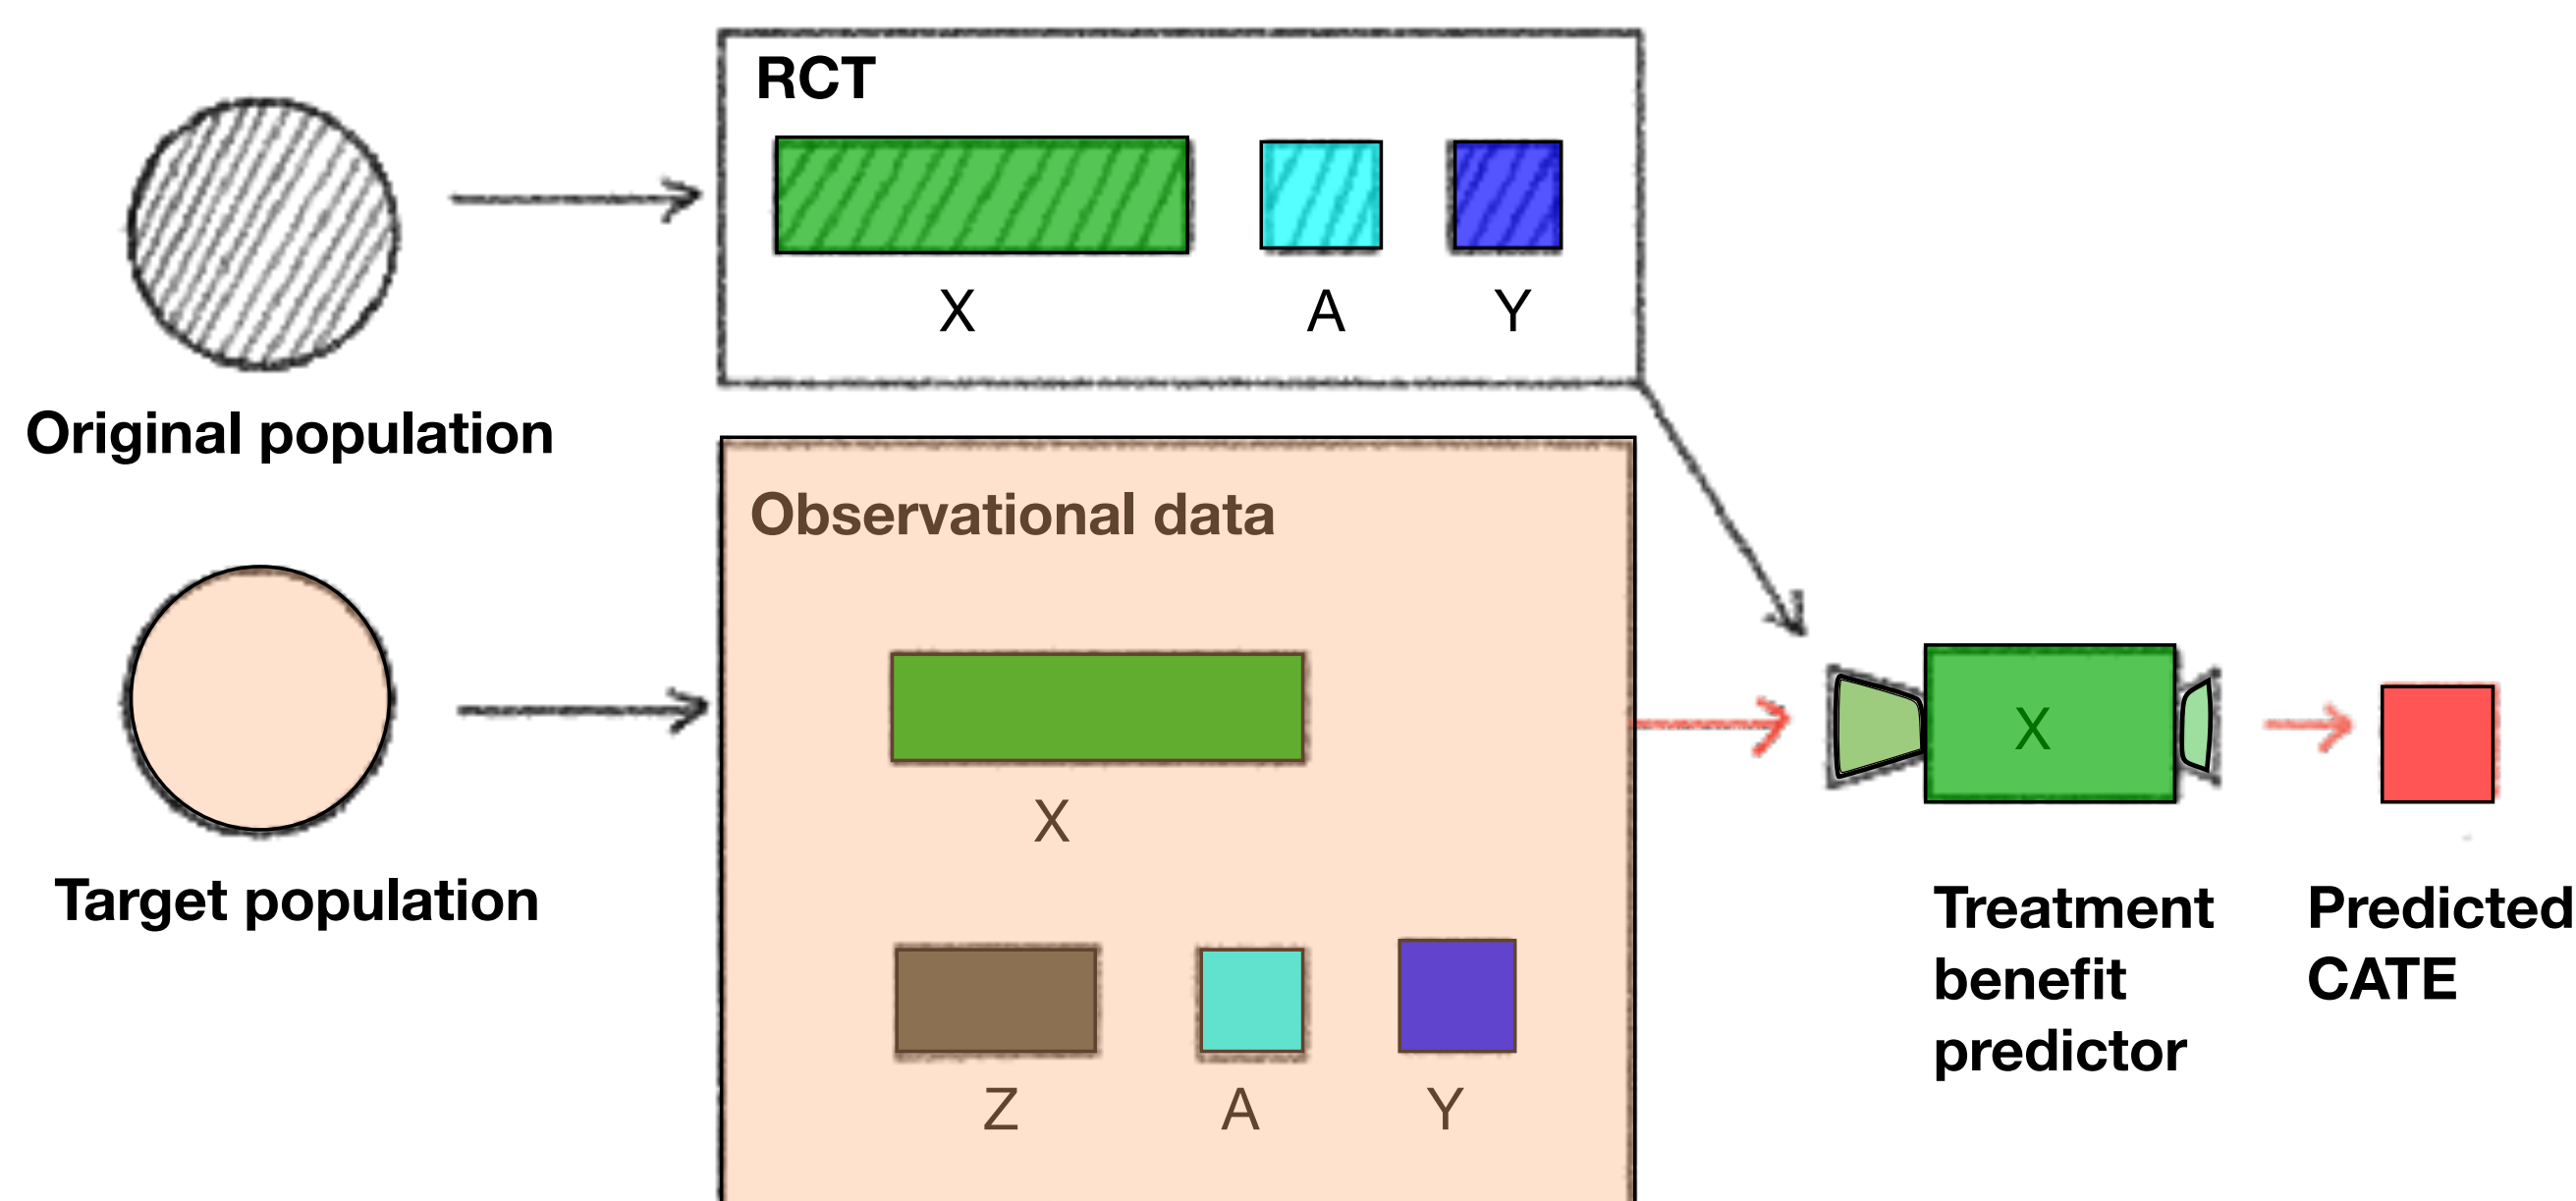 RCT
X
A
Y
Original population
Observational data
X
X
Target population
Treatment
benefit
predictor
Predicted
CATE
Z
A
Y